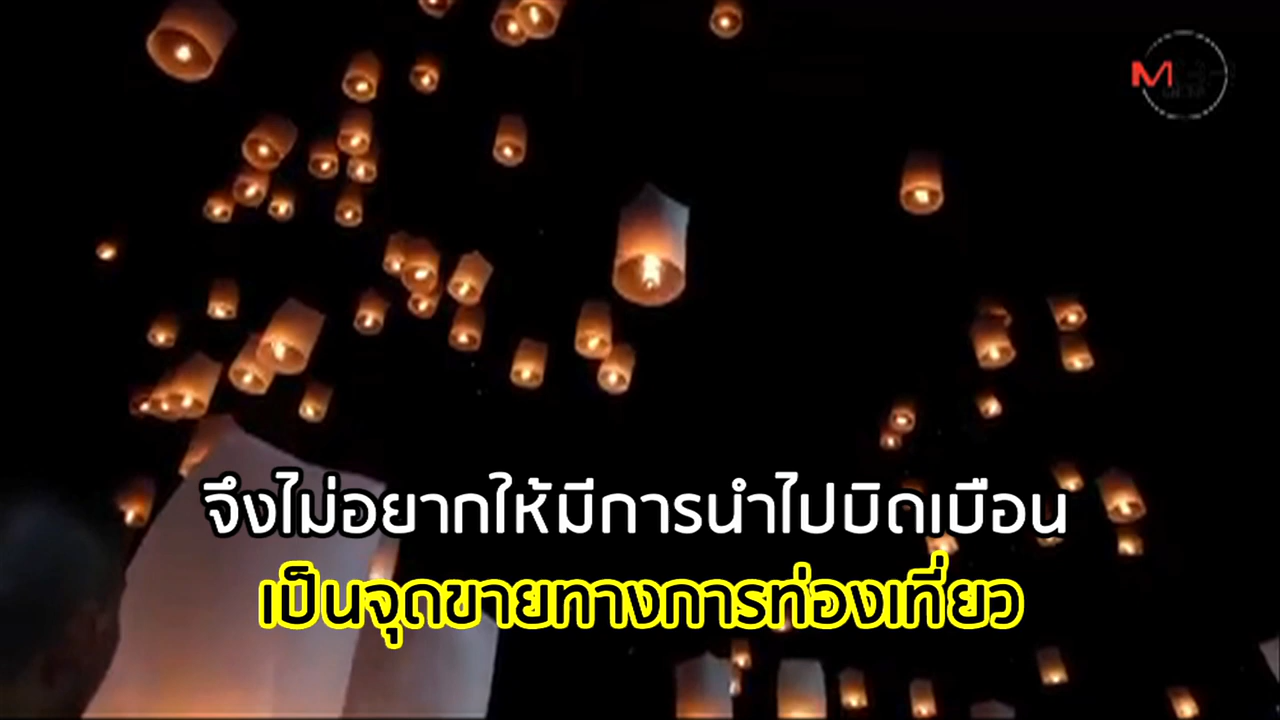 จึงไม่อยากให้มีการนำไปบิดเบือน
เป็นจุดขายทางการท่องเที่ยว